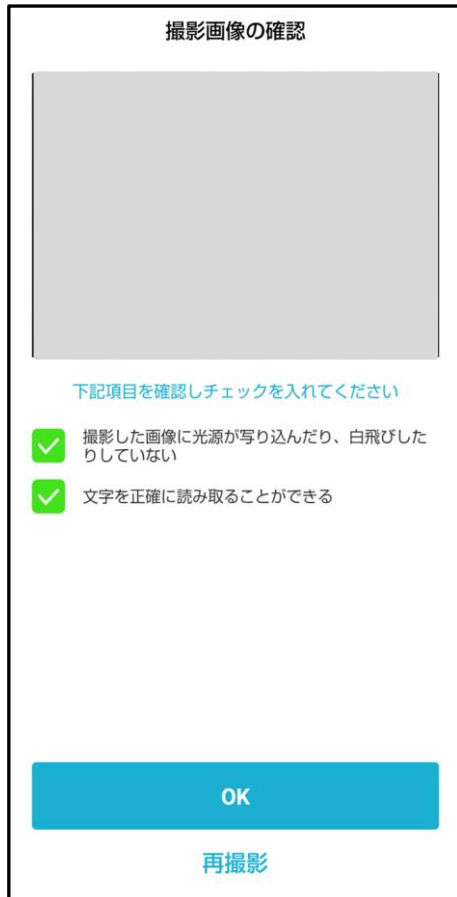 撮影画像の確認
下記項目を確認しチェックを入れてください
撮影した画像に光源が写り込んだり、白飛びした
りしていない
文字を正確に読み取ることができる
OK
再撮影